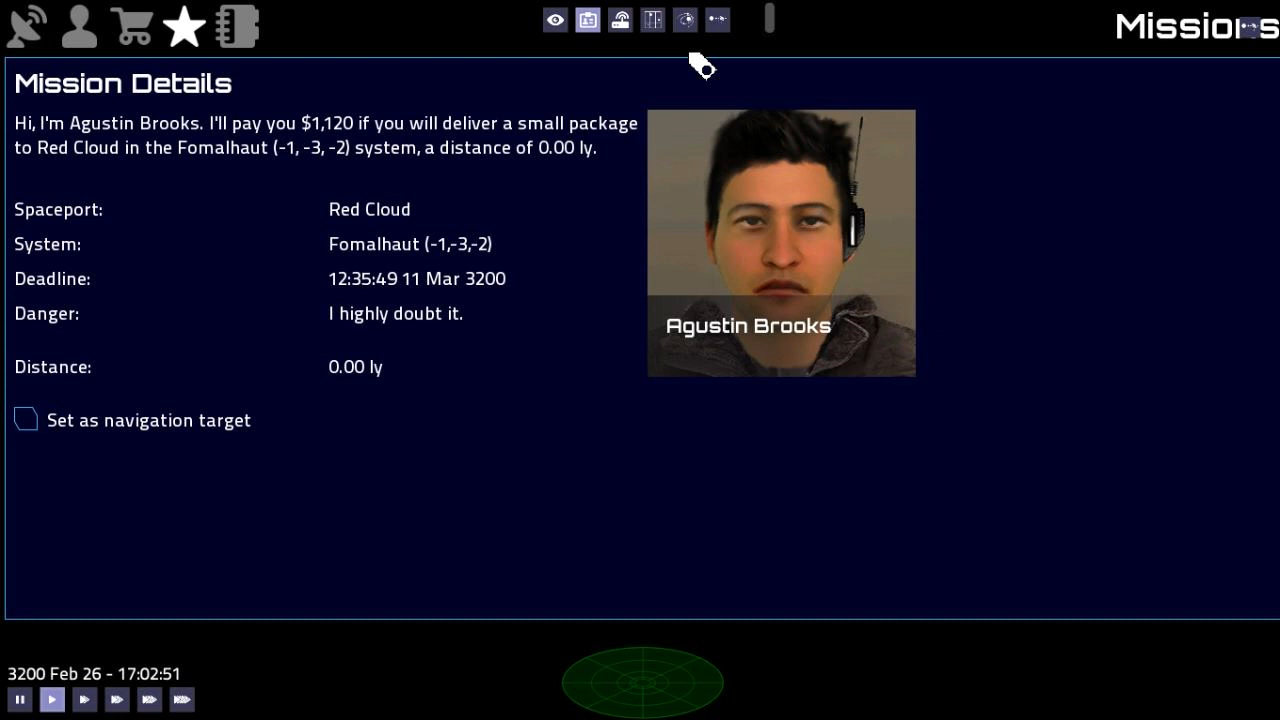 Missions
Mission Details
Hi, I'm Agustin Brooks. I'll pay you $1,120 if you will deliver a small package
to Red Cloud in the Fomalhaut (-1, -3, -2) system, a distance of 0.00 ly.
Spaceport: Red Cloud
System: Fomalhaut (-1,-3,-2)
Deadline: 12:35:49 11 Mar 3200
Danger: I highly doubt it.
Distance: 0.00 ly
Set as navigation target
Agustin Brooks
3200 Feb 26 - 17:02:51